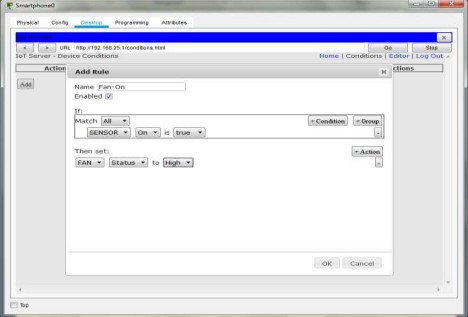 Smartphone0
Physical Config Desktop Programming Attributes
X
< > URL http://192.168.25.1/conditions.html Go Stop
IoT Server - Device Conditions Home | Conditions | Editor | Log Out
Action ctions
Add Rule
Add
Name Fan-On
Enabled
If:
Match All + Condition + Group
SENSOR On is true -
Then set: + Action
FAN Status to High -
OK Cancel
Top